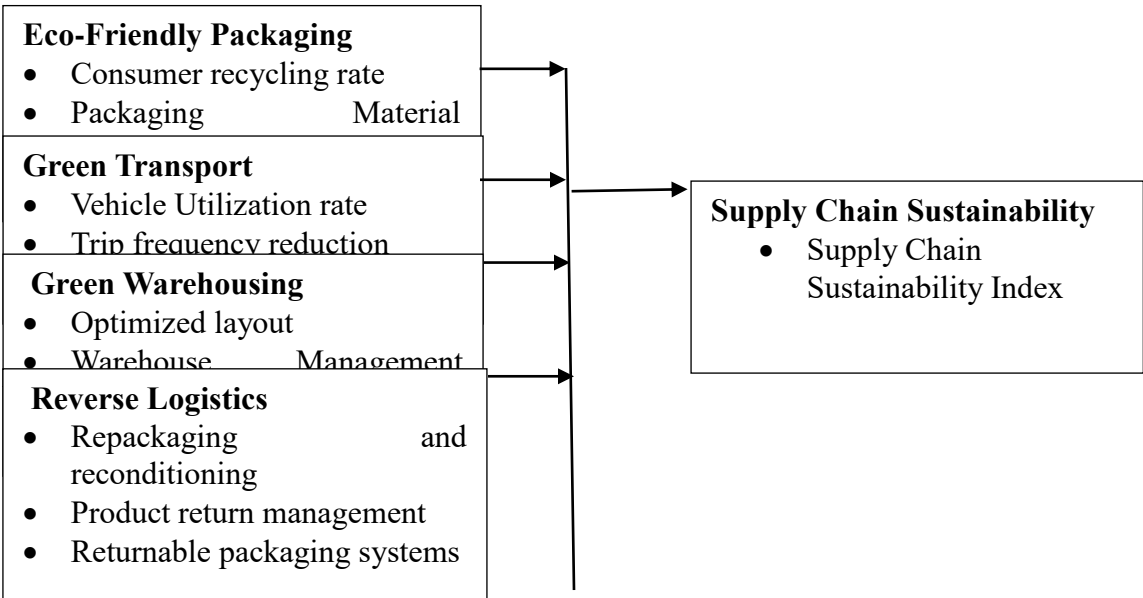 Eco-Friendly Packaging
• Consumer recycling rate
• Packaging Material
Green Transport
• Vehicle Utilization rate
• Trip frequency reduction
Green Warehousing
• Optimized layout
• Warehouse Management
Reverse Logistics
• Repackaging and
reconditioning
• Product return management
• Returnable packaging systems
Supply Chain Sustainability
• Supply Chain
Sustainability Index